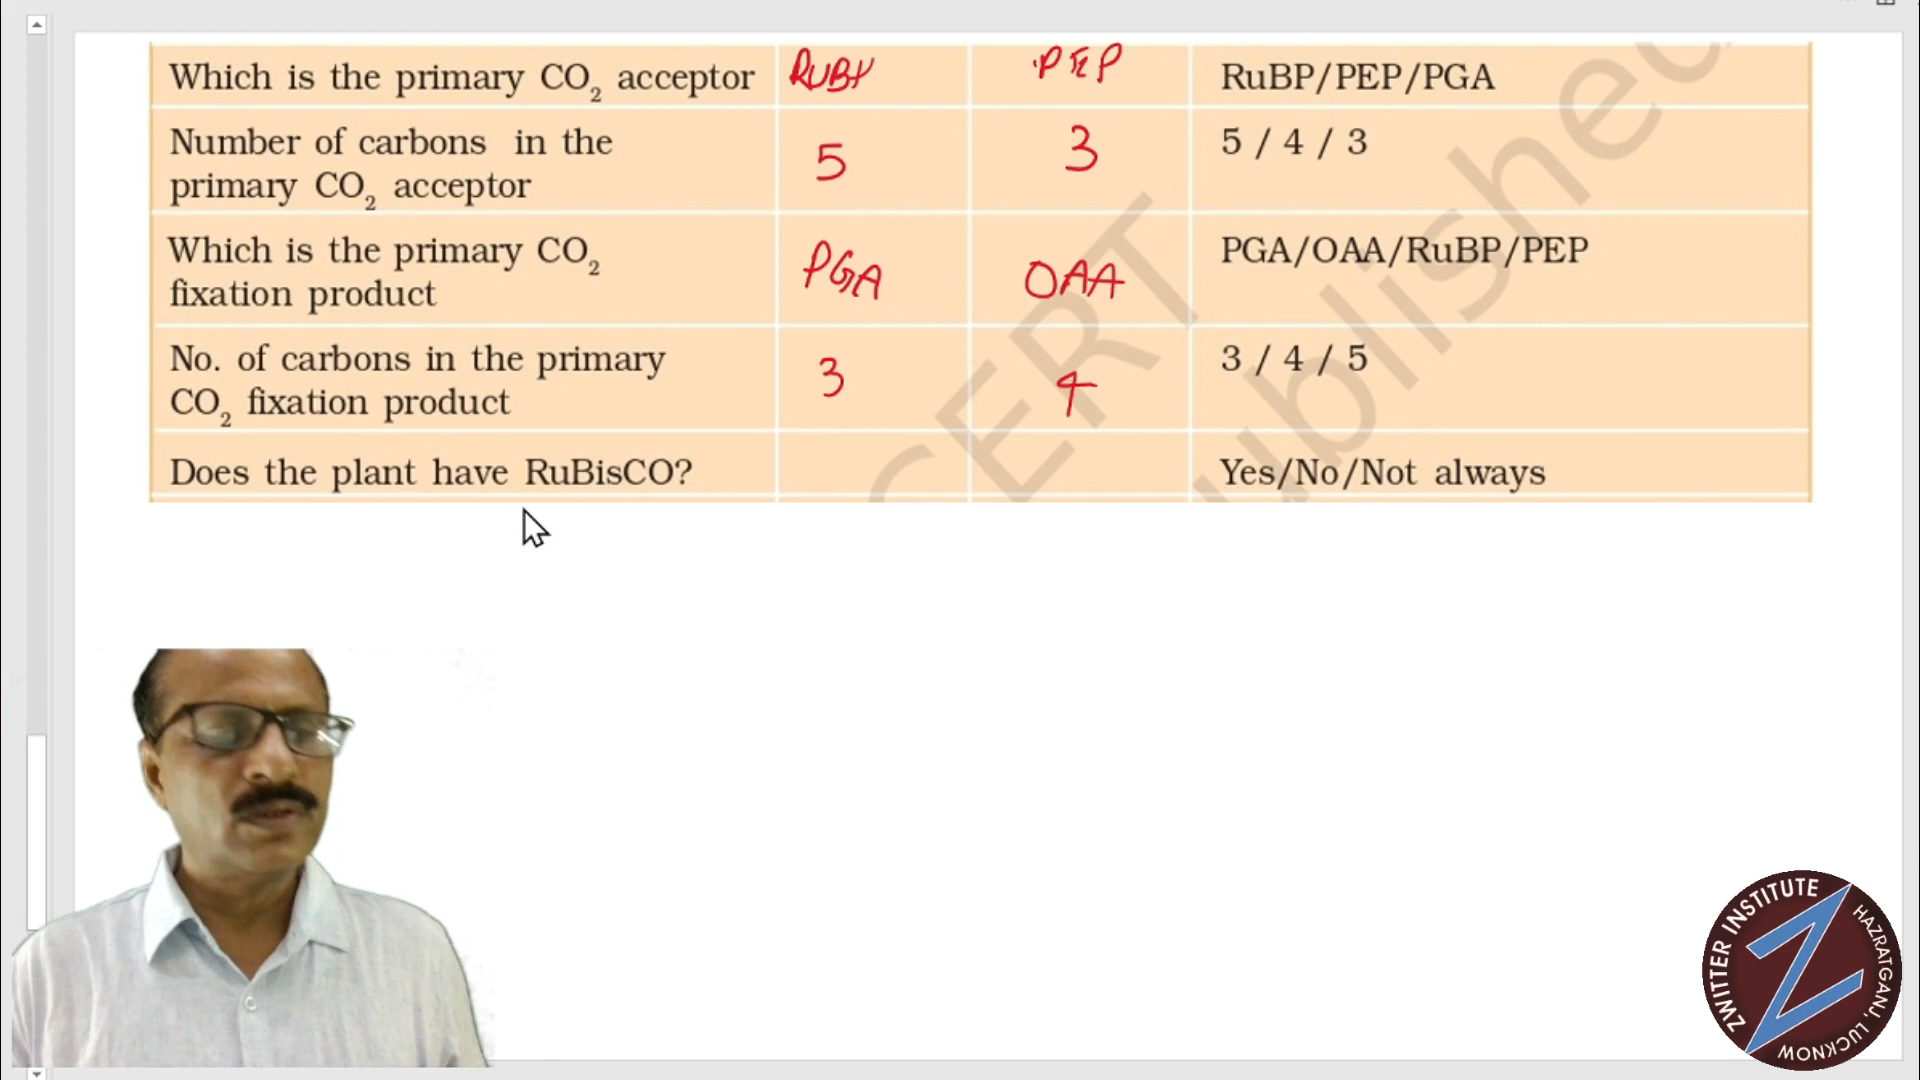 Which is the primary CO₂ acceptor RUBP PEP RuBP/PEP/PGA
Number of carbons in the
primary CO₂ acceptor 5 3 5 / 4 / 3
Which is the primary CO₂
fixation product PGA OAA PGA/OAA/RuBP/PEP
No. of carbons in the primary
CO₂ fixation product 3 4 3 / 4 / 5
Does the plant have RuBisCO? Yes/No/Not always
CERT
ublished
ZWITTER INSTITUTE
HAZRATGANJ, LUCKNOW